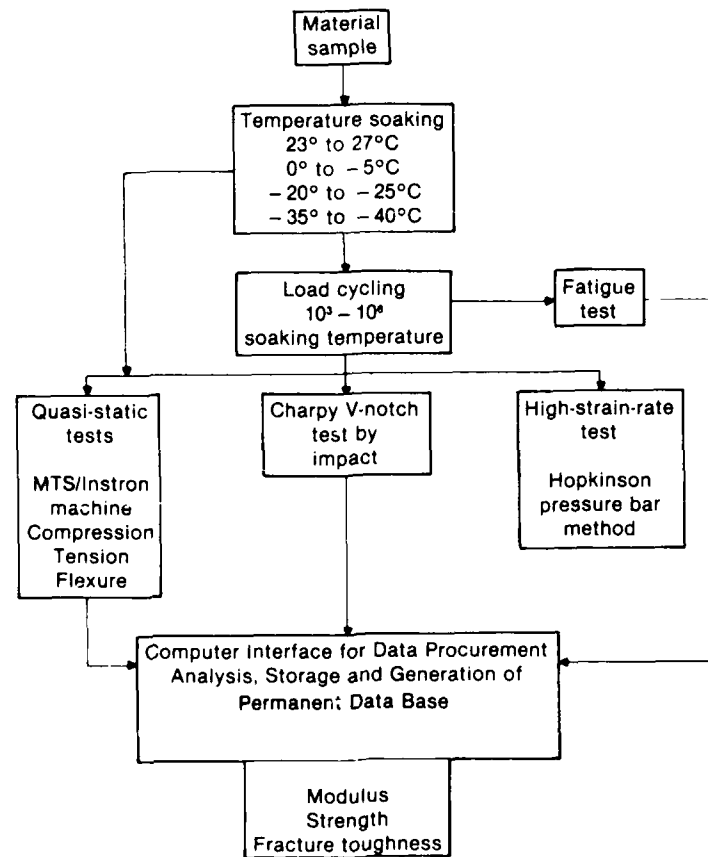 Material
sample
Temperature soaking
23° to 27°C
0° to – 5°C
– 20° to – 25°C
– 35° to – 40°C
Load cycling
10³ – 10⁶
soaking temperature
Fatigue
test
Quasi-static
tests
MTS/Instron
machine
Compression
Tension
Flexure
Charpy V-notch
test by
impact
High-strain-rate
test
Hopkinson
pressure bar
method
Computer Interface for Data Procurement
Analysis, Storage and Generation of
Permanent Data Base
Modulus
Strength
Fracture toughness